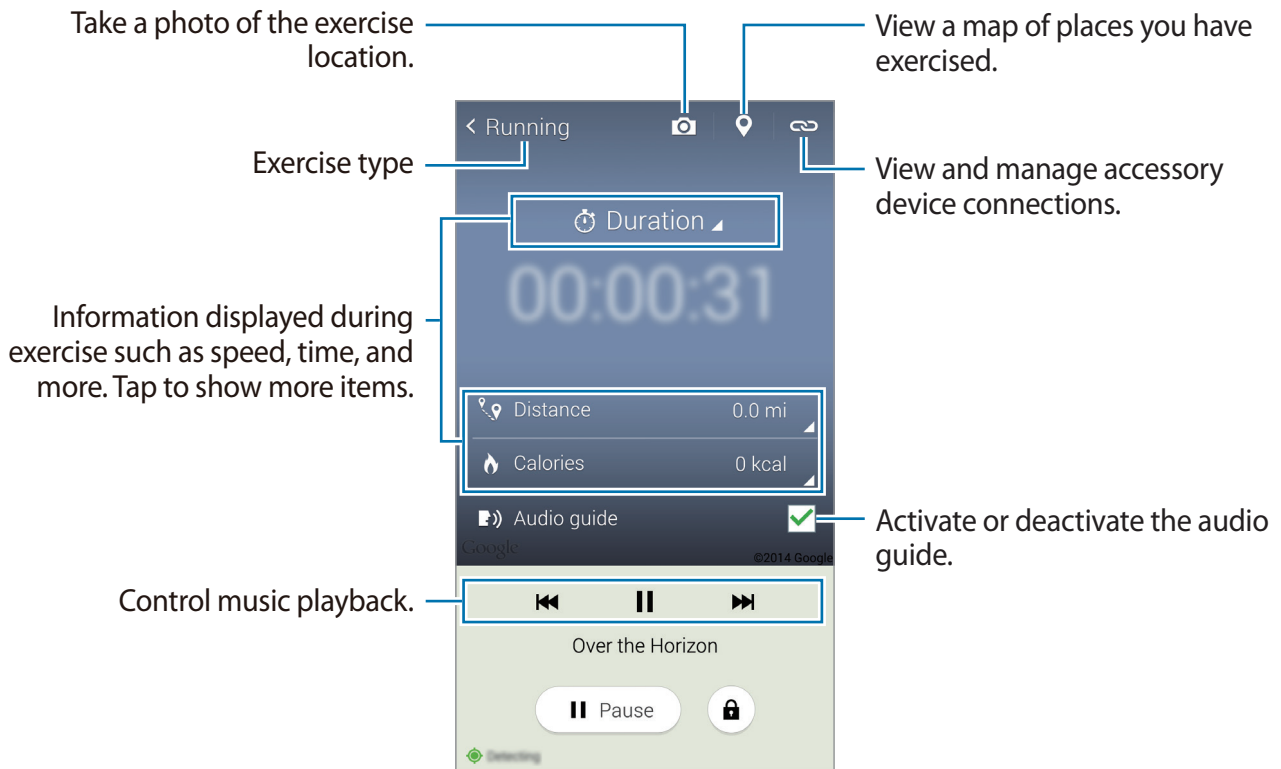 Take a photo of the exercise
location.
View a map of places you have
exercised.
Running
Exercise type
View and manage accessory
device connections.
Duration
00:00:31
Information displayed during
exercise such as speed, time, and
more. Tap to show more items.
Distance 0.0 mi
Calories 0 kcal
Audio guide
Activate or deactivate the audio
guide.
Google
©2014 Google
Control music playback.
Over the Horizon
Pause
Detecting